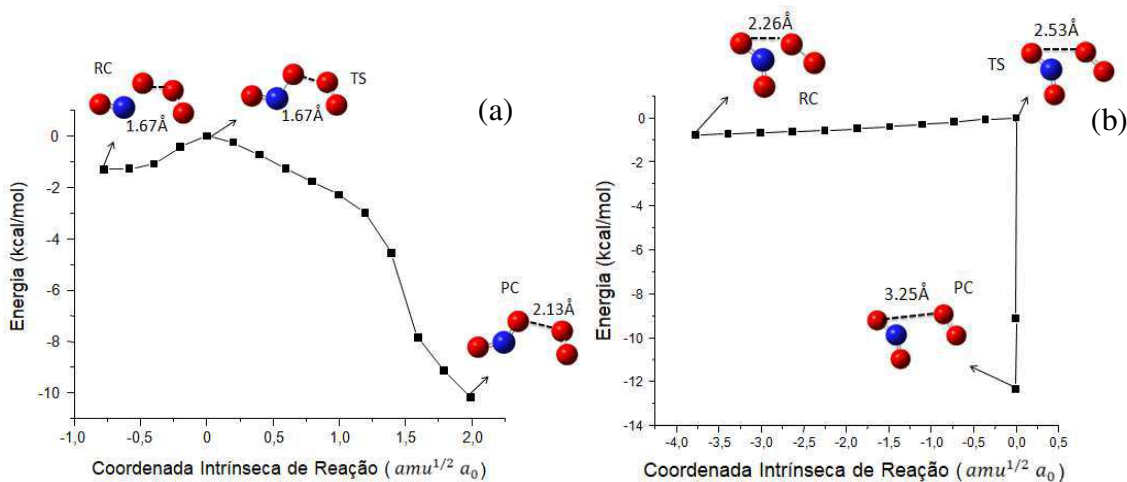 (a)
RC
TS
1.67Å
1.67Å
PC
2.13Å
Energia (kcal/mol)
0
-2
-4
-6
-8
-10
-1,0 -0,5 0 0,5 1,0 1,5 2,0
Coordenada Intrínseca de Reação ( amu^1/2 a₀)
(b)
2.26Å
RC
2.53Å
TS
3.25Å
PC
Energia (kcal/mol)
0
-2
-4
-6
-8
-10
-12
-14
-4,0 -3,5 -3,0 -2,5 -2,0 -1,5 -1,0 -0,5 0,0 0,5
Coordenada Intrínseca de Reação ( amu^1/2 a₀)